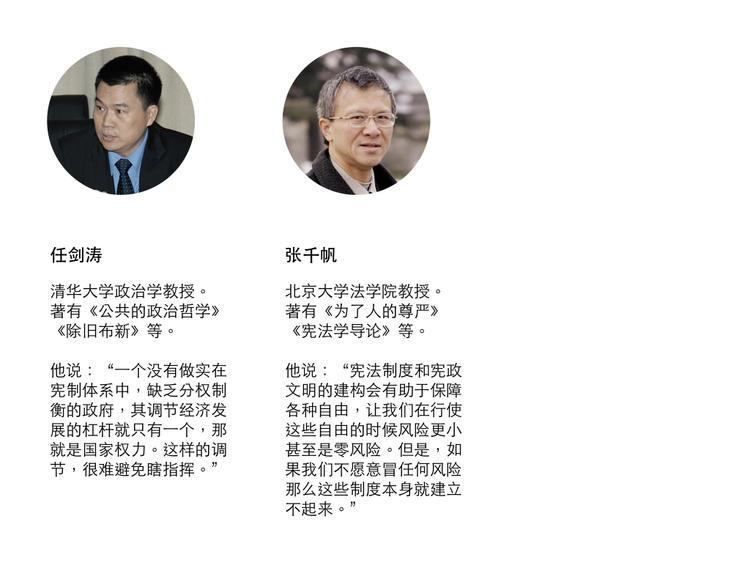 任剑涛
清华大学政治学教授。
著有《公共的政治哲学》
《除旧布新》等。
他说：“一个没有做实在
宪制体系中，缺乏分权制
衡的政府，其调节经济发
展的杠杆就只有一个，那
就是国家权力。这样的调
节，很难避免瞎指挥。”
张千帆
北京大学法学院教授。
著有《为了人的尊严》
《宪法学导论》等。
他说：“宪法制度和宪政
文明的建构会有助于保障
各种自由，让我们在行使
这些自由的时候风险更小
甚至是零风险。但是，如
果我们不愿意冒任何风险
那么这些制度本身就建立
不起来。”